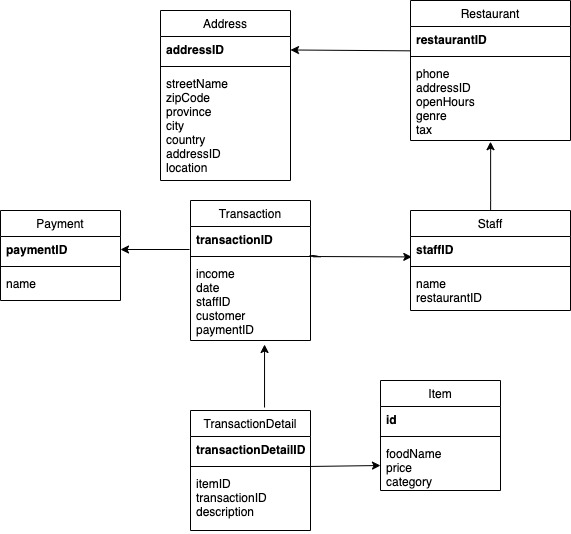 Address
addressID
streetName
zipCode
province
city
country
addressID
location
Restaurant
restaurantID
phone
addressID
openHours
genre
tax
Payment
paymentID
name
Transaction
transactionID
income
date
staffID
customer
paymentID
Staff
staffID
name
restaurantID
TransactionDetail
transactionDetailID
itemID
transactionID
description
Item
id
foodName
price
category